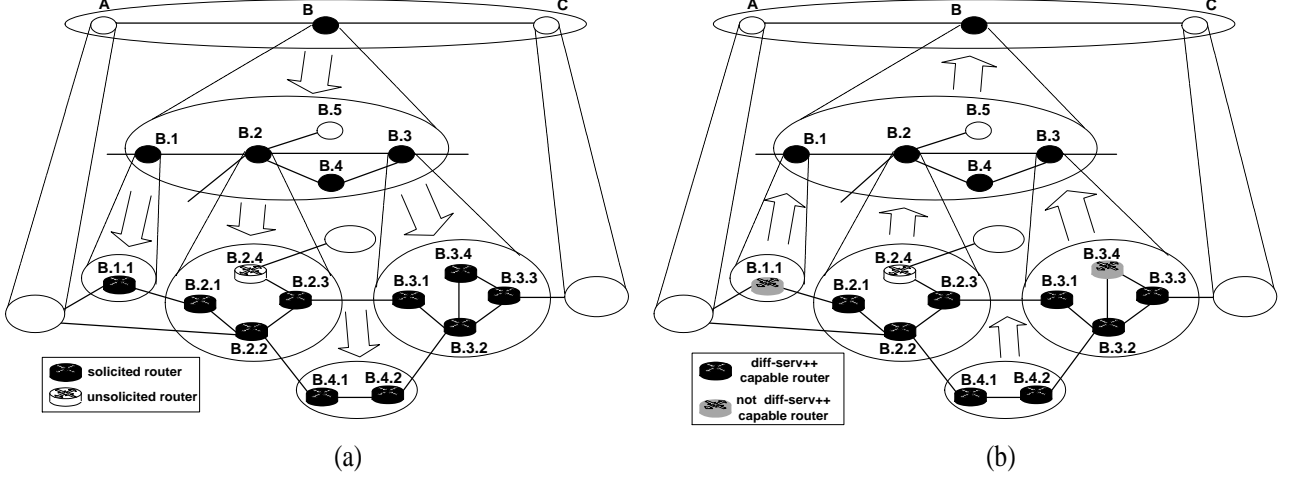 A B C
B.5
B.1 B.2 B.3
B.4
B.1.1 B.2.4 B.3.4
B.2.1 B.2.3 B.3.1 B.3.3
B.2.2 B.3.2
B.4.1 B.4.2
solicited router
unsolicited router
(a)
A B C
B.5
B.1 B.2 B.3
B.4
B.1.1 B.2.4 B.3.4
B.2.1 B.2.3 B.3.1 B.3.3
B.2.2 B.3.2
B.4.1 B.4.2
diff-serv++
capable router
not diff-serv++
capable router
(b)